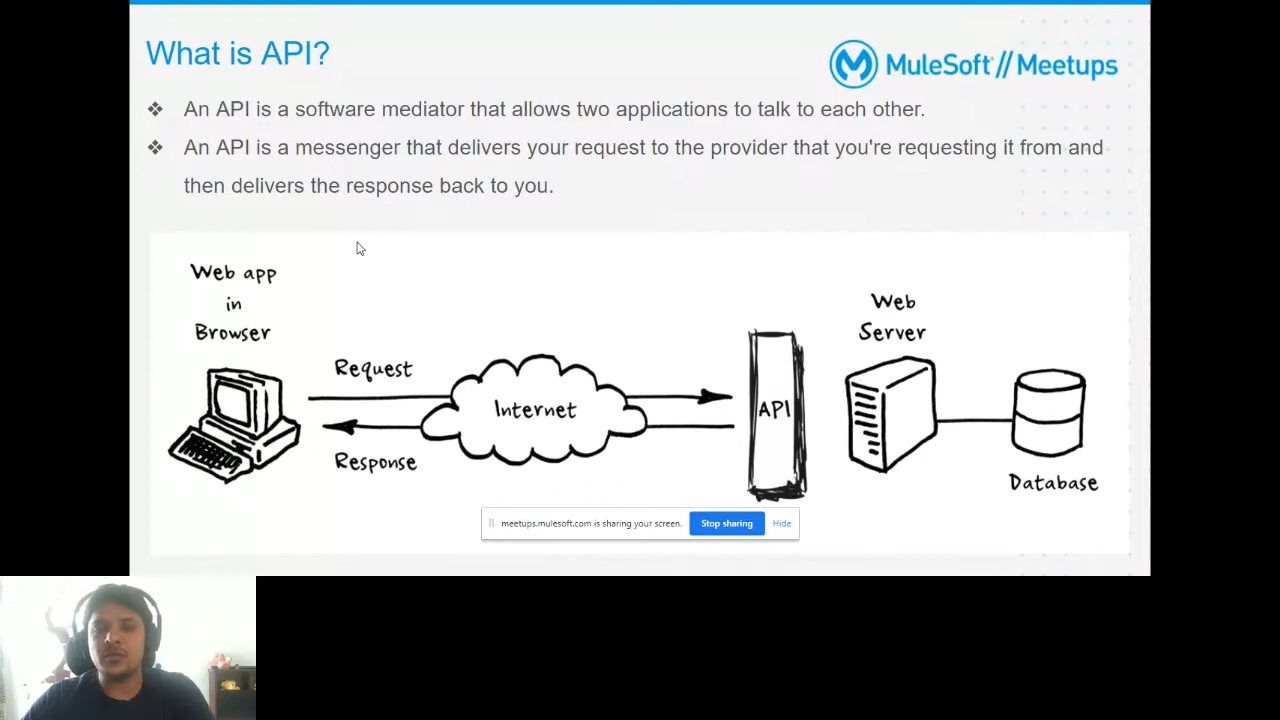 What is API?
MuleSoft // Meetups
❖ An API is a software mediator that allows two applications to talk to each other.
❖ An API is a messenger that delivers your request to the provider that you're requesting it from and
then delivers the response back to you.
Web app
in
Browser
Request
Response
Internet
API
Web
Server
Database
meetups.mulesoft.com is sharing your screen.
Stop sharing
Hide